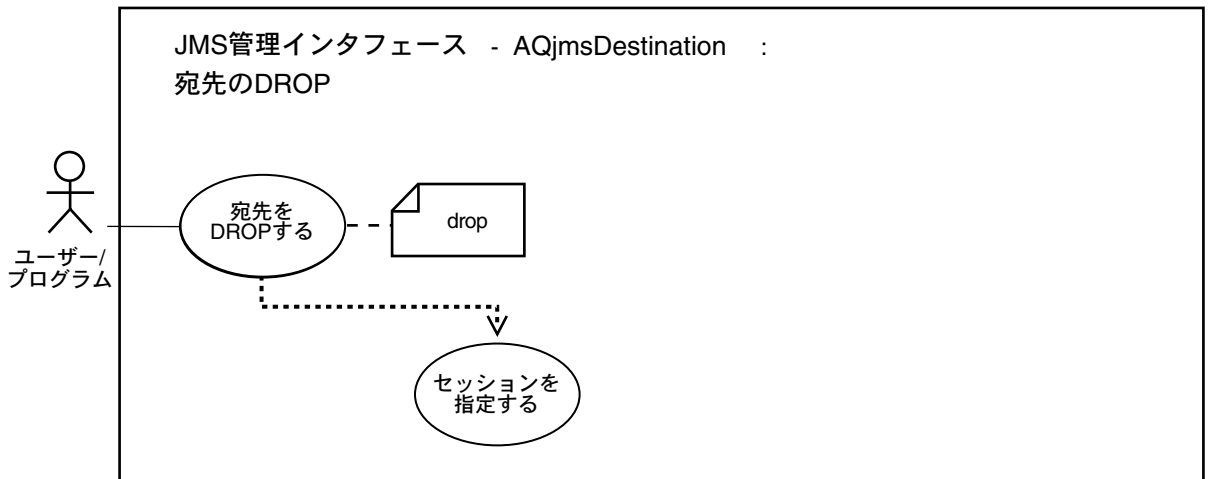 JMS管理インタフェース - AQjmsDestination :
宛先のDROP
宛先を
DROPする
drop
ユーザー/
プログラム
セッションを
指定する